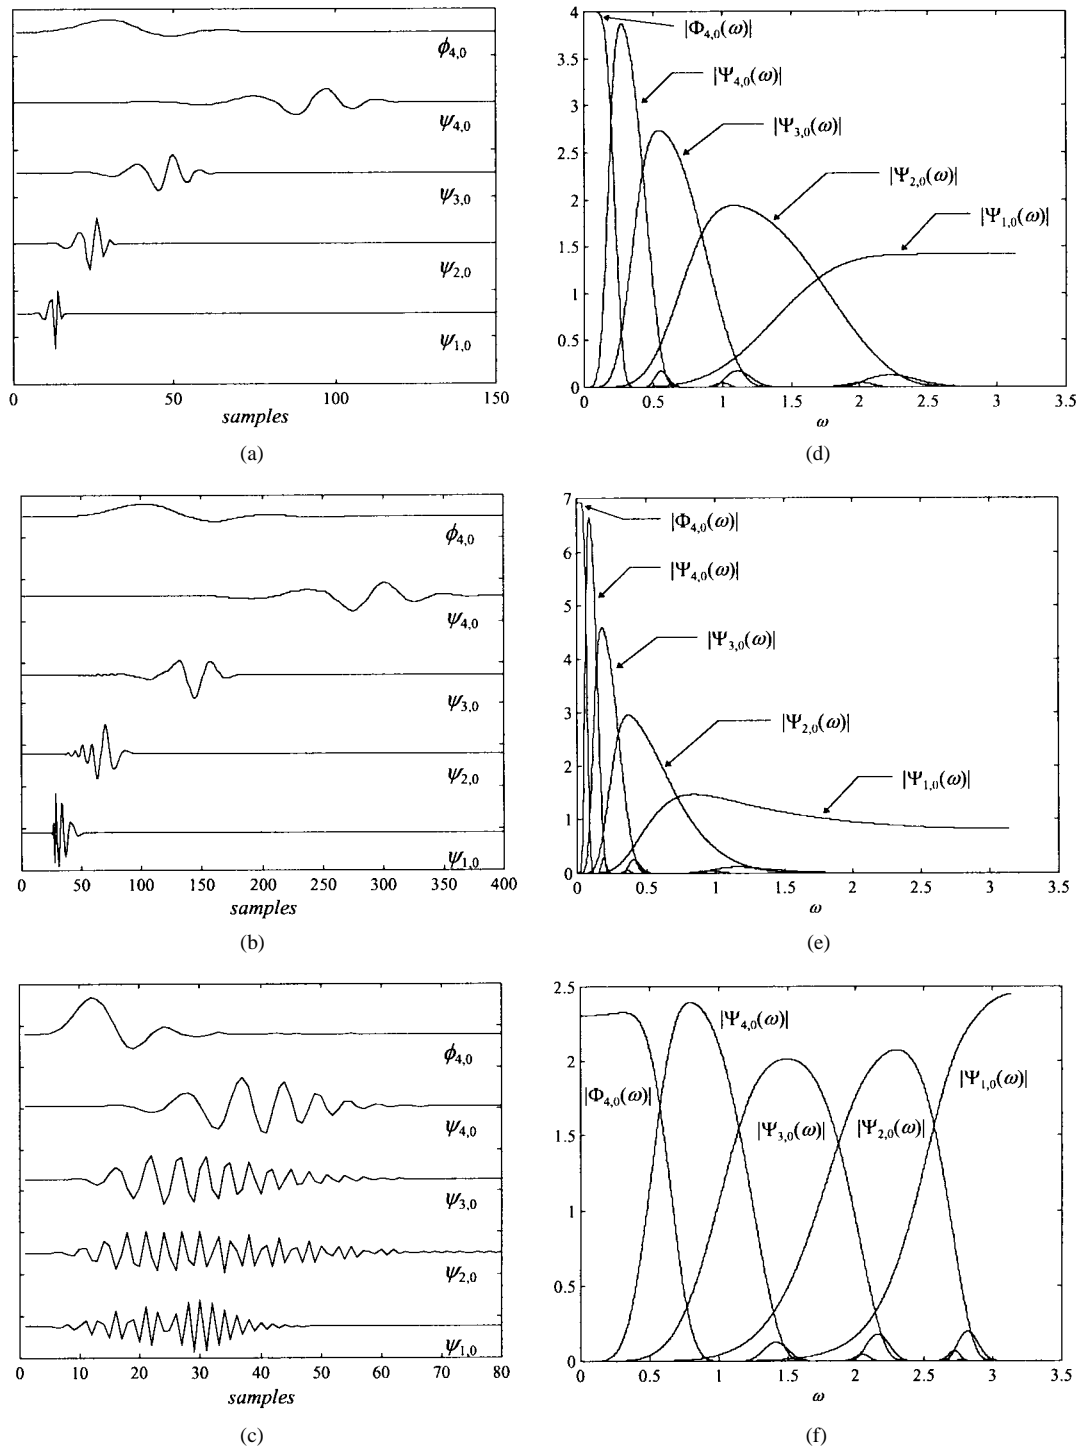 ϕ4,0
ψ4,0
ψ3,0
ψ2,0
ψ1,0
0 50 100 150
samples
(a)
4
3.5
3
2.5
2
1.5
1
0.5
0
|Φ4,0(ω)|
|Ψ4,0(ω)|
|Ψ3,0(ω)|
|Ψ2,0(ω)|
|Ψ1,0(ω)|
0 0.5 1 1.5 2 2.5 3 3.5
ω
(d)
ϕ4,0
ψ4,0
ψ3,0
ψ2,0
ψ1,0
0 50 100 150 200 250 300 350 400
samples
(b)
7
6
5
4
3
2
1
0
|Φ4,0(ω)|
|Ψ4,0(ω)|
|Ψ3,0(ω)|
|Ψ2,0(ω)|
|Ψ1,0(ω)|
0 0.5 1 1.5 2 2.5 3 3.5
ω
(e)
ϕ4,0
ψ4,0
ψ3,0
ψ2,0
ψ1,0
0 10 20 30 40 50 60 70 80
samples
(c)
2.5
2
1.5
1
0.5
0
|Ψ4,0(ω)|
|Ψ1,0(ω)|
|Φ4,0(ω)|
|Ψ3,0(ω)| |Ψ2,0(ω)|
0 0.5 1 1.5 2 2.5 3 3.5
ω
(f)